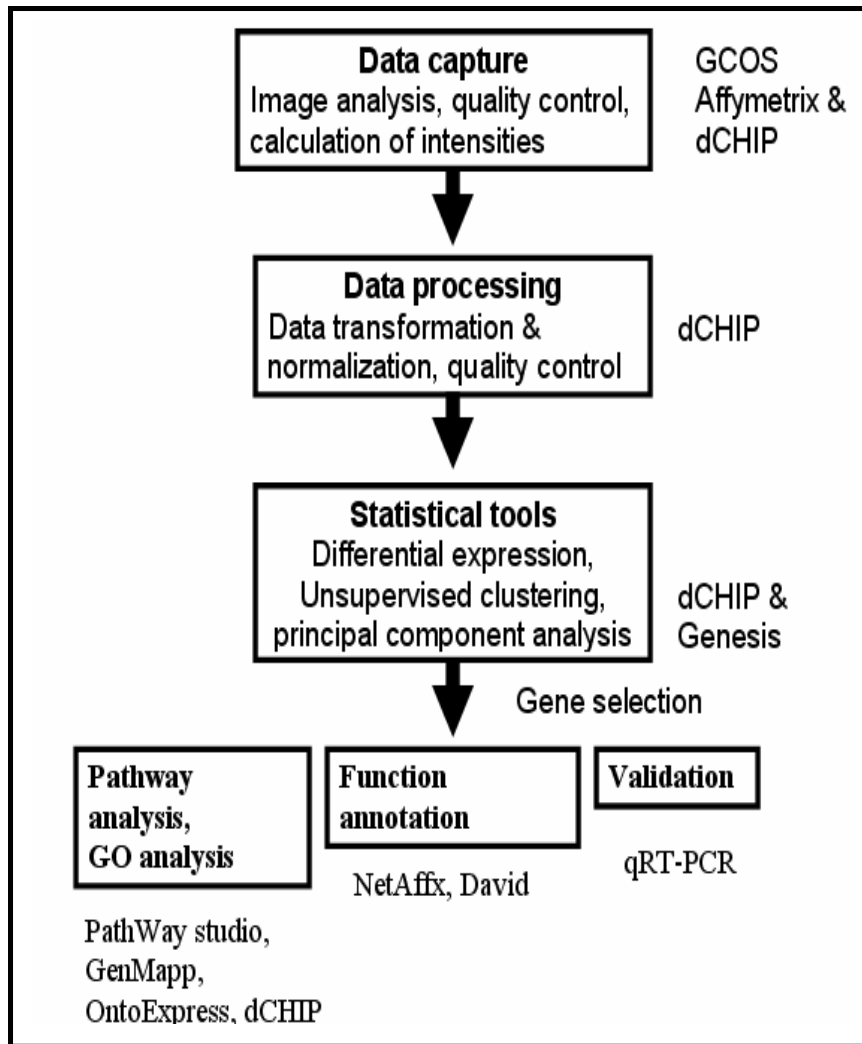 Data capture
Image analysis, quality control,
calculation of intensities
GCOS
Affymetrix &
dCHIP
Data processing
Data transformation &
normalization, quality control
dCHIP
Statistical tools
Differential expression,
Unsupervised clustering,
principal component analysis
dCHIP &
Genesis
Gene selection
Pathway
analysis,
GO analysis
PathWay studio,
GenMapp,
OntoExpress, dCHIP
Function
annotation
NetAffx, David
Validation
qRT-PCR